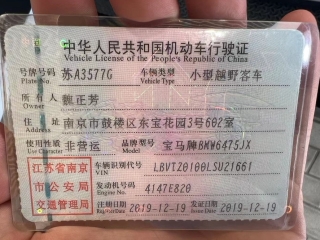 中华人民共和国机动车行驶证
Vehicle License of the People's Republic of China
号牌号码 苏A3577G 车辆类型 小型越野客车
Plate No. Vehicle Type
所有人 魏正芳
Owner
住址 南京市鼓楼区东宝花园3号602室
Address
使用性质 非营运 品牌型号 宝马牌BMW6475JX
Use Character Model
江苏省南京 车辆识别代号 LBVTZ0100LSU21661
VIN
市公安局 发动机号码 4147E820
Engine No.
交通管理局 注册日期 2019-12-19 发证日期 2019-12-19
Register Date Issue Date